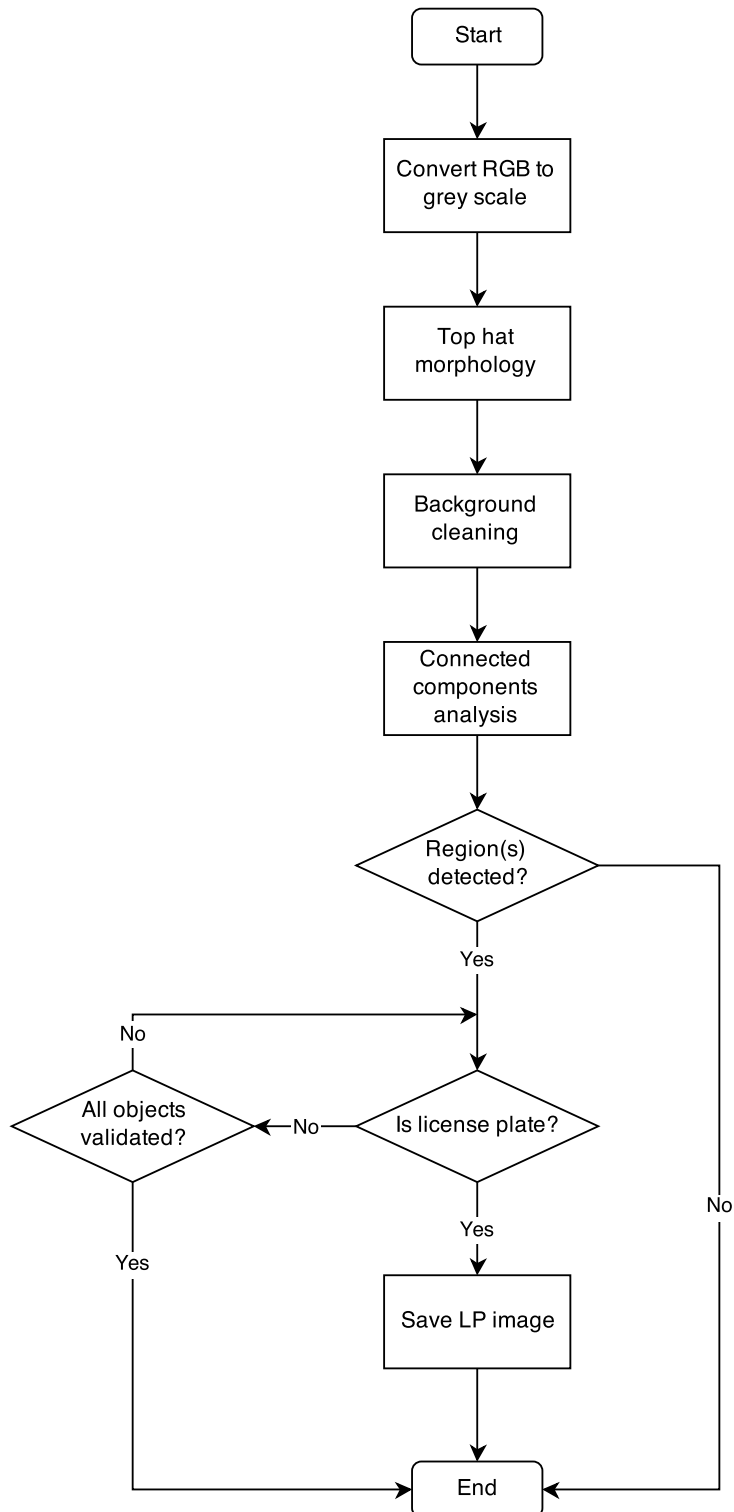 Start
Convert RGB to
grey scale
Top hat
morphology
Background
cleaning
Connected
components
analysis
Region(s)
detected?
Yes
No
All objects
validated?
No
Is license plate?
No
Yes
Yes
Save LP image
End